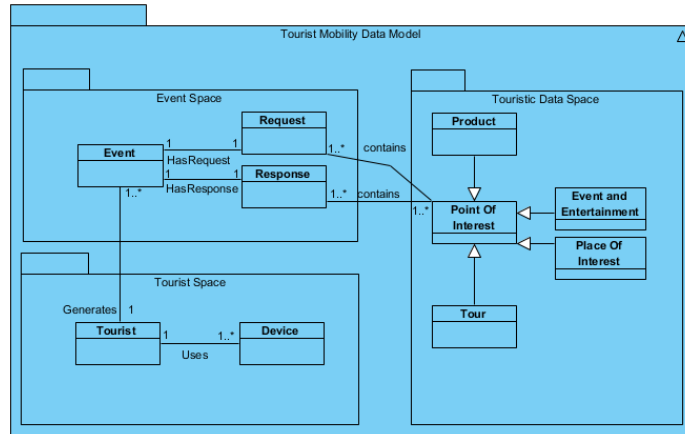 Tourist Mobility Data Model
Event Space
Touristic Data Space
Request
Product
1
1
1..*
contains
Event
HasRequest
1
1
Response
1..*
HasResponse
1..*
contains
1..*
Point Of
Interest
Event and
Entertainment
Place Of
Interest
Tourist Space
Generates
1
Tourist
1
1..*
Device
Uses
Tour